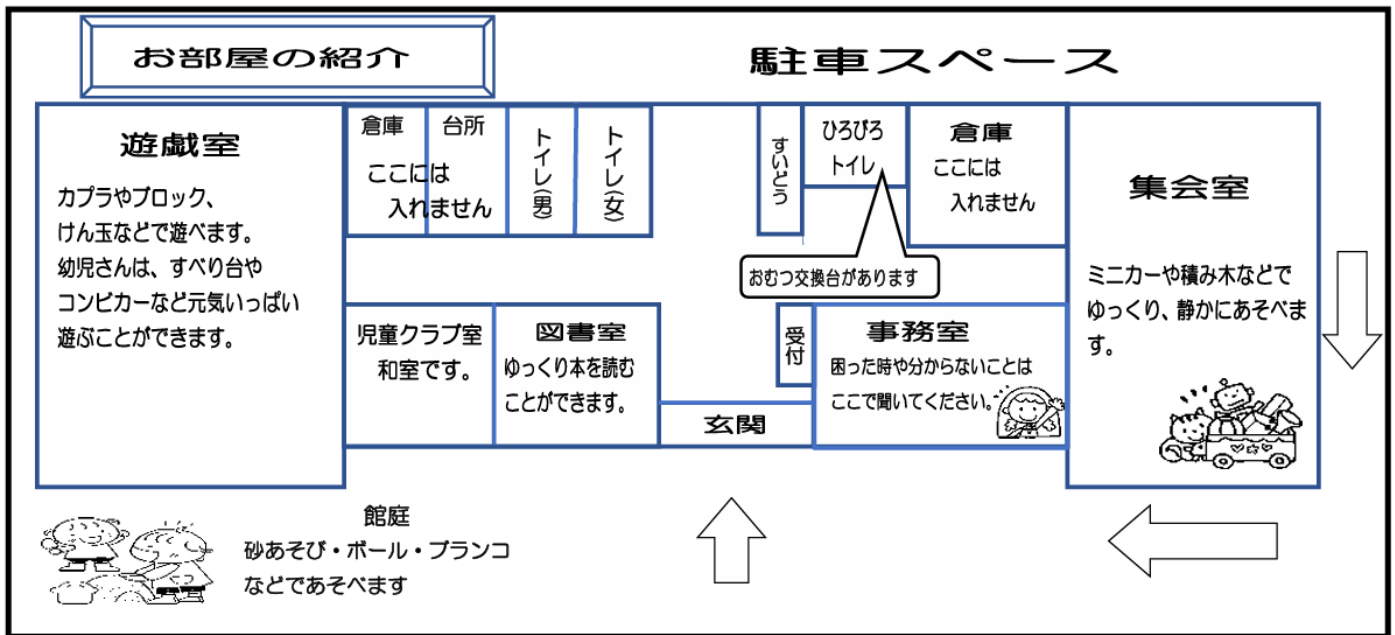 お部屋の紹介
駐車スペース
遊戯室
カプラやブロック、
けん玉などで遊べます。
幼児さんは、すべり台や
コンビカーなど元気いっぱい
遊ぶことができます。
倉庫
台所
ここには
入れません
トイレ(男)
トイレ(女)
すいどう
ひろびろ
トイレ
おむつ交換台があります
倉庫
ここには
入れません
集会室
ミニカーや積み木などで
ゆっくり、静かにあそべま
す。
児童クラブ室
和室です。
図書室
ゆっくり本を読む
ことができます。
受付
事務室
困った時や分からないことは
ここで聞いてください。
玄関
館庭
砂あそび・ボール・ブランコ
などであそべます